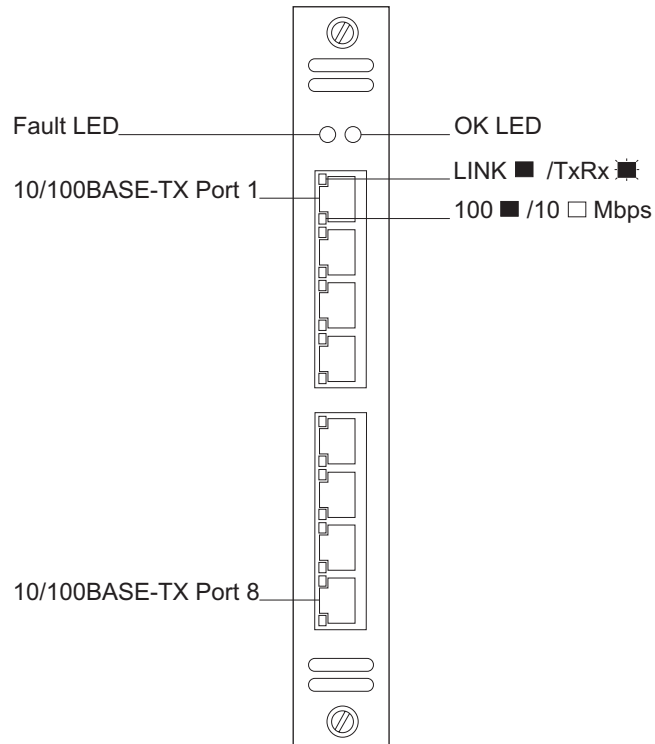 Fault LED
OK LED
10/100BASE-TX Port 1
LINK ■ /TxRx
100 ■ /10 □ Mbps
10/100BASE-TX Port 8